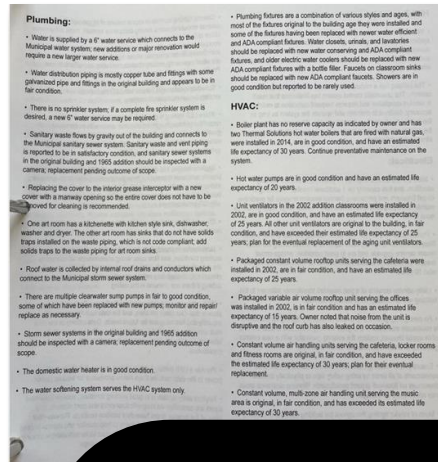 Plumbing:
• Water is supplied by a 6" water service which connects to the
Municipal water system; new additions or major renovation would
require a new larger water service.
• Water distribution piping is mostly copper tube and fittings with some
galvanized pipe and fittings in the original building and appears to be in
fair condition.
• There is no sprinkler system; if a complete fire sprinkler system is
desired, a new 6" water service may be required.
• Sanitary waste flows by gravity out of the building and connects to
the Municipal sanitary sewer system. Sanitary waste and vent piping
is reported to be in satisfactory condition, and sanitary sewer systems
in the original building and 1965 addition should be inspected with a
camera; replacement pending outcome of scope.
• Replacing the cover to the interior grease interceptor with a new
cover with a manway opening so the entire cover does not have to be
moved for cleaning is recommended.
• One art room has a kitchenette with kitchen style sink, dishwasher,
washer and dryer. The other art room has sinks that do not have solids
traps installed on the waste piping, which is not code compliant; add
solids traps to the waste piping for art room sinks.
• Roof water is collected by internal roof drains and conductors which
connect to the Municipal storm sewer system.
• There are multiple clearwater sump pumps in fair to good condition,
some of which have been replaced with new pumps; monitor and repair/
replace as necessary.
• Storm sewer systems in the original building and 1965 addition
should be inspected with a camera; replacement pending outcome of
scope.
• The domestic water heater is in good condition.
• The water softening system serves the HVAC system only.
• Plumbing fixtures are a combination of various styles and ages, with
most of the fixtures original to the building age they were installed and
some of the fixtures having been replaced with newer water efficient
and ADA compliant fixtures. Water closets, urinals, and lavatories
should be replaced with new water conserving and ADA compliant
fixtures, and older electric water coolers should be replaced with new
ADA compliant fixtures with a bottle filler. Faucets on classroom sinks
should be replaced with new ADA compliant faucets. Showers are in
good condition but reported to be rarely used.
HVAC:
• Boiler plant has no reserve capacity as indicated by owner and has
two Thermal Solutions hot water boilers that are fired with natural gas,
were installed in 2014, are in good condition, and have an estimated
life expectancy of 30 years. Continue preventative maintenance on the
system.
• Hot water pumps are in good condition and have an estimated life
expectancy of 20 years.
• Unit ventilators in the 2002 addition classrooms were installed in
2002, are in good condition, and have an estimated life expectancy
of 25 years. All other unit ventilators are original to the building, in fair
condition, and have exceeded their estimated life expectancy of 25
years; plan for the eventual replacement of the aging unit ventilators.
• Packaged constant volume rooftop units serving the cafeteria were
installed in 2002, are in fair condition, and have an estimated life
expectancy of 25 years.
• Packaged variable air volume rooftop unit serving the offices
was installed in 2002, is in fair condition and has an estimated life
expectancy of 15 years. Owner noted that noise from the unit is
disruptive and the roof curb has also leaked on occasion.
• Constant volume air handling units serving the cafeteria, locker rooms
and fitness rooms are original, in fair condition, and have exceeded
the estimated life expectancy of 30 years; plan for their eventual
replacement.
• Constant volume, multi-zone air handling unit serving the music
area is original, in fair condition, and has exceeded its estimated life
expectancy of 30 years.